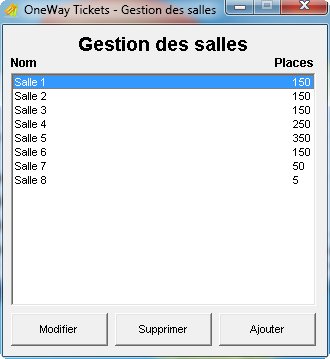 OneWay Tickets - Gestion des salles
Gestion des salles
Nom Places
Salle 1 150
Salle 2 150
Salle 3 150
Salle 4 250
Salle 5 350
Salle 6 150
Salle 7 50
Salle 8 5
Modifier Supprimer Ajouter